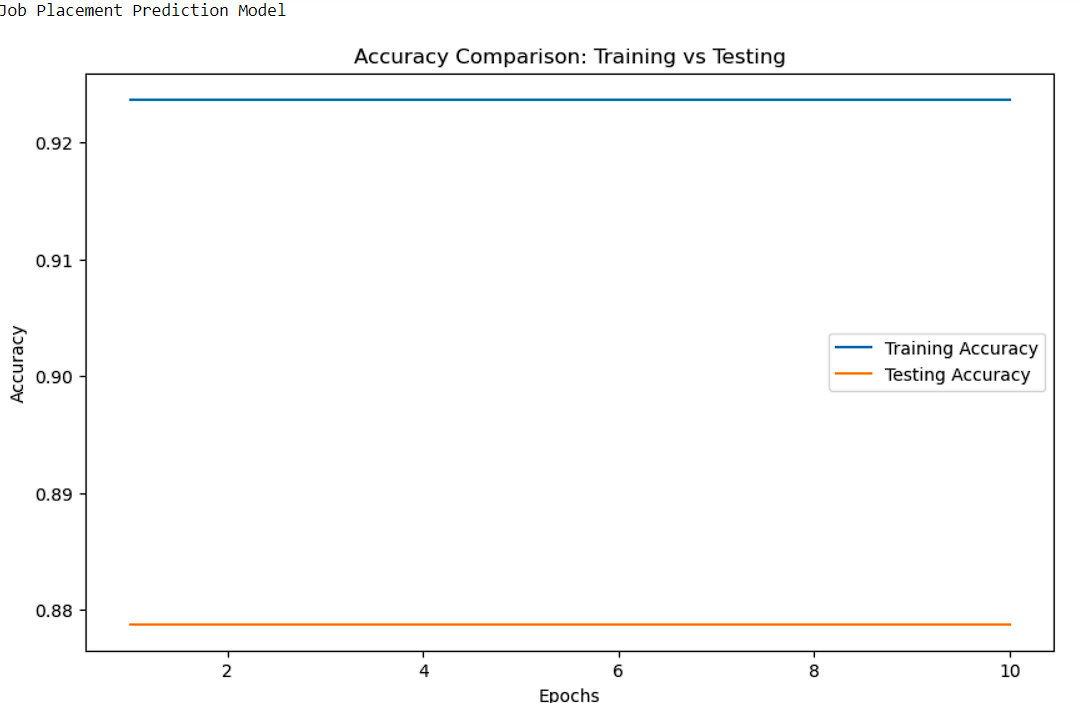 Job Placement Prediction Model
Accuracy Comparison: Training vs Testing
0.92
0.91
0.90
0.89
0.88
Accuracy
Training Accuracy
Testing Accuracy
2 4 6 8 10
Epochs